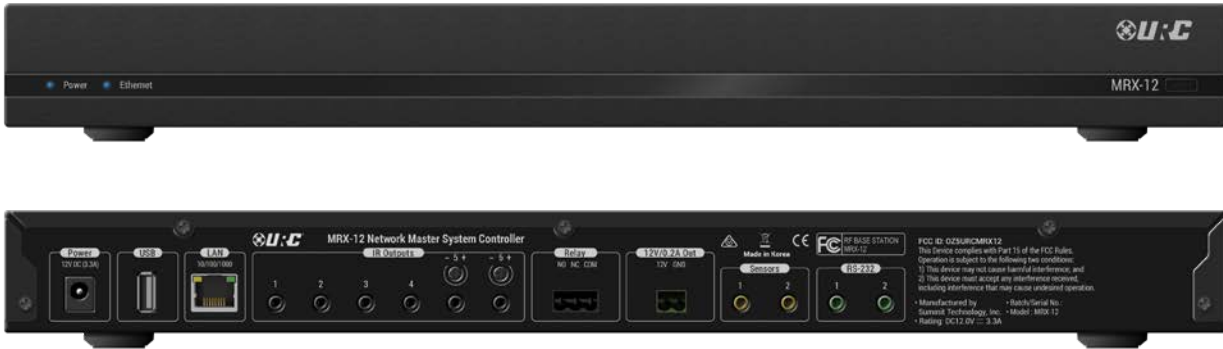 URC
Power Ethernet
MRX-12
URC MRX-12 Network Master System Controller
Power
12V DC (3.3A)
USB
LAN
10/100/1000
IR Outputs
- 5 +
- 5 +
1 2 3 4
Relay
NO NC COM
12V/0.2A Out
12V GND
Made in Korea
CE
FC
RF BASE STATION
MRX-12
Sensors
1 2
RS-232
1 2
FCC ID: OZ5URCMRX12
This Device complies with Part 15 of the FCC Rules.
Operation is subject to the following two conditions:
1) This device may not cause harmful interference, and
2) This device must accept any interference received,
including interference that may cause undesired operation.
• Manufactured by
Summit Technology, Inc.
• Rating: DC12.0V ⎓ 3.3A
• Batch/Serial No.:
• Model : MRX-12